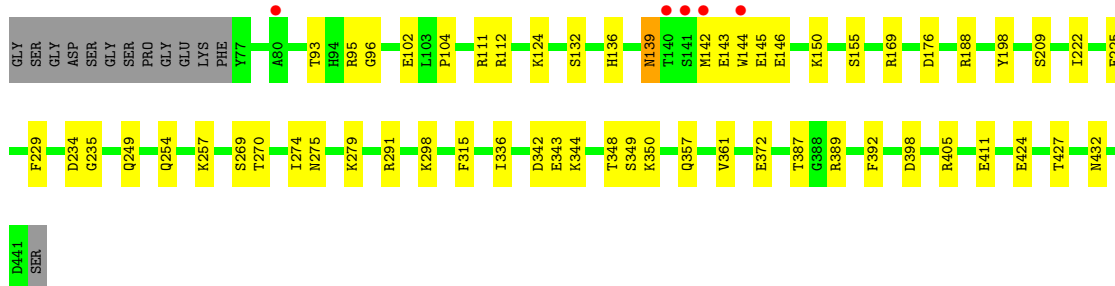 GLY SER GLY ASP SER GLY SER PRO GLY GLU LYS PHE Y77 A80 T93 H94 R95 G96 E102 L103 P104 R111 R112 K124 S132 H136 N139 T140 S141 M142 E143 W144 E145 E146 K150 S155 R169 D176 R188 Y198 S209 I222
F229 D234 G235 Q249 Q254 K257 S269 T270 I274 N275 K279 R291 K298 F315 I336 D342 E343 K344 T348 S349 K350 Q357 V361 E372 T387 G388 R389 F392 D398 R405 E411 E424 T427 N432
D441 SER